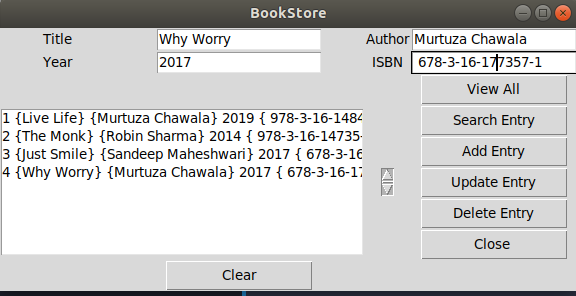 BookStore
Title Why Worry Author Murtuza Chawala
Year 2017 ISBN 678-3-16-177357-1
View All
1 {Live Life} {Murtuza Chawala} 2019 { 978-3-16-1484
Search Entry
2 {The Monk} {Robin Sharma} 2014 { 978-3-16-14735-
3 {Just Smile} {Sandeep Maheshwari} 2017 { 678-3-16
Add Entry
4 {Why Worry} {Murtuza Chawala} 2017 { 678-3-16-17
Update Entry
Delete Entry
Close
Clear